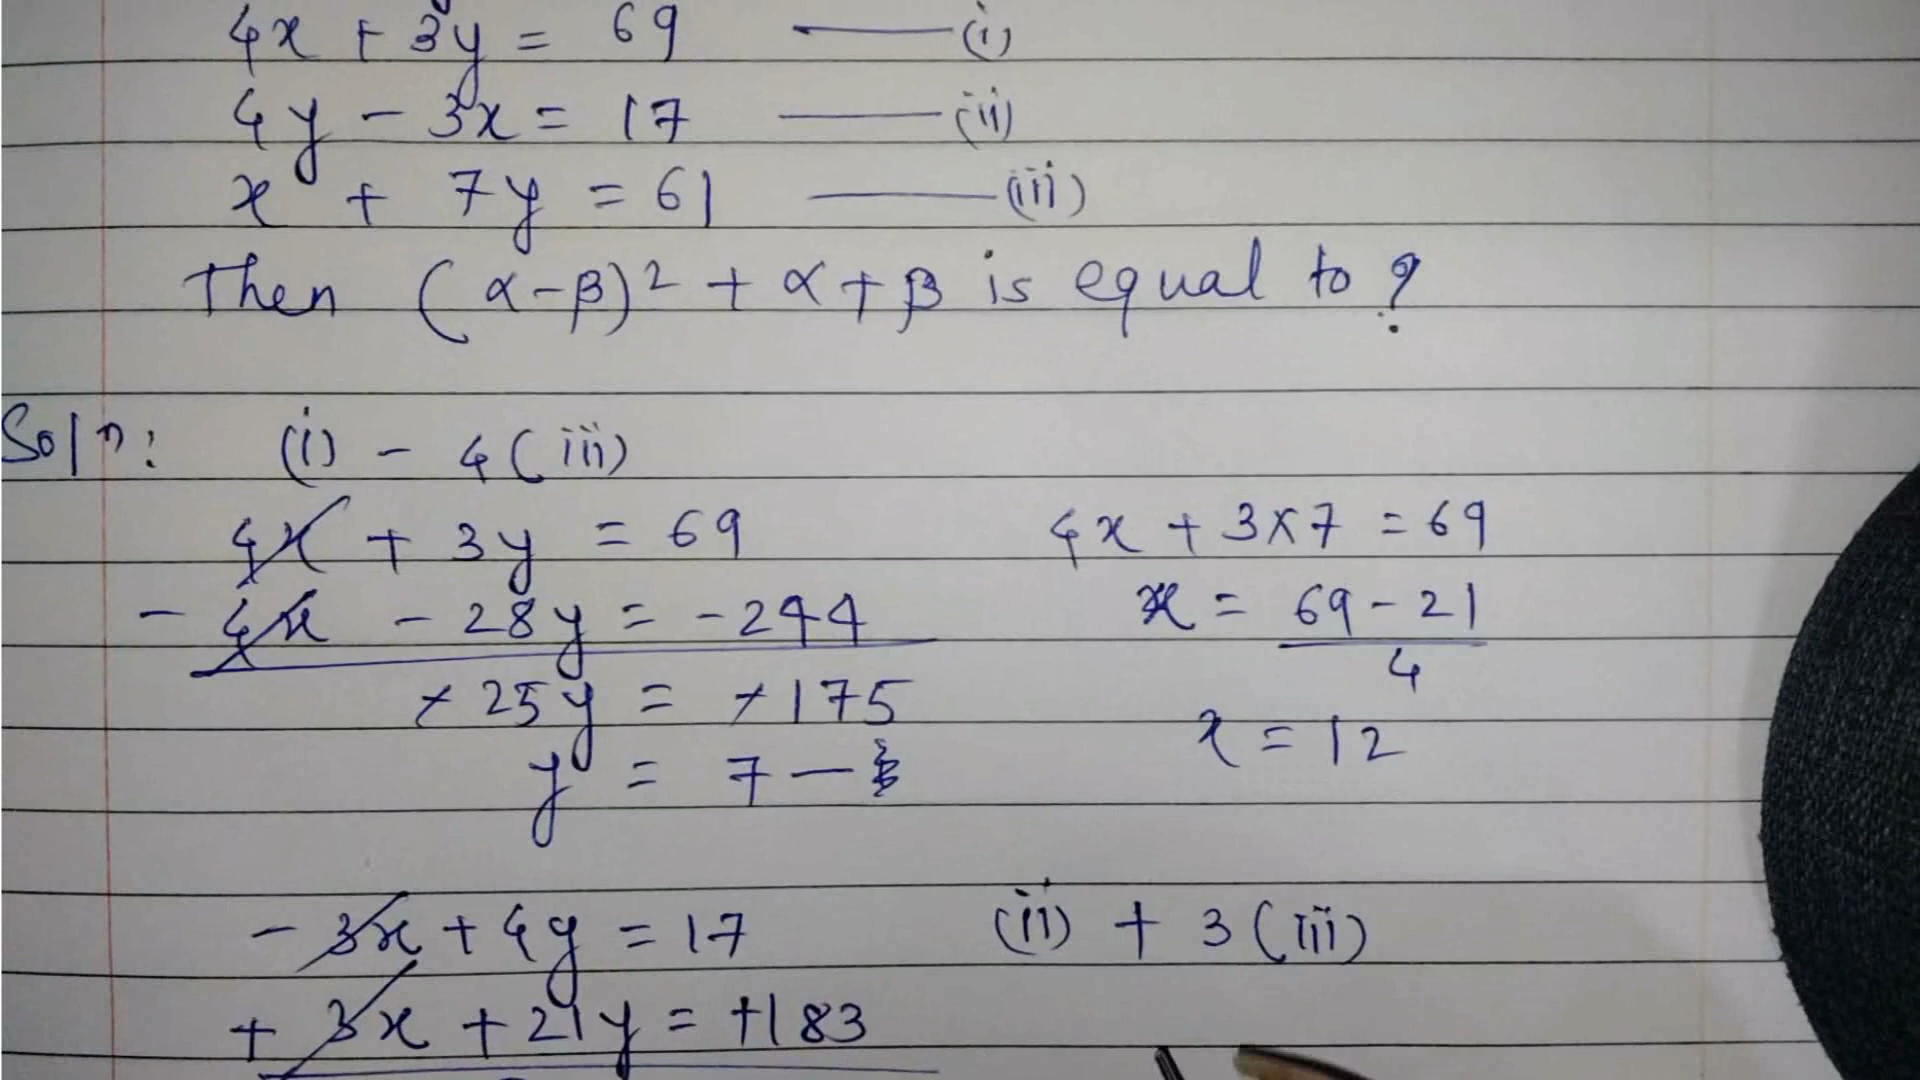 4x + 3y = 69 —— (i)
4y - 3x = 17 —— (ii)
x + 7y = 61 —— (iii)
Then (α-β)² + α + β is equal to ?
Soln: (i) - 4(iii)
4x + 3y = 69
- 4x - 28y = -244
+25y = +175
y = 7 —
4x + 3×7 = 69
x = 69 - 21 / 4
x = 12
- 3x + 4y = 17 (ii) + 3(iii)
+ 3x + 21y = +183